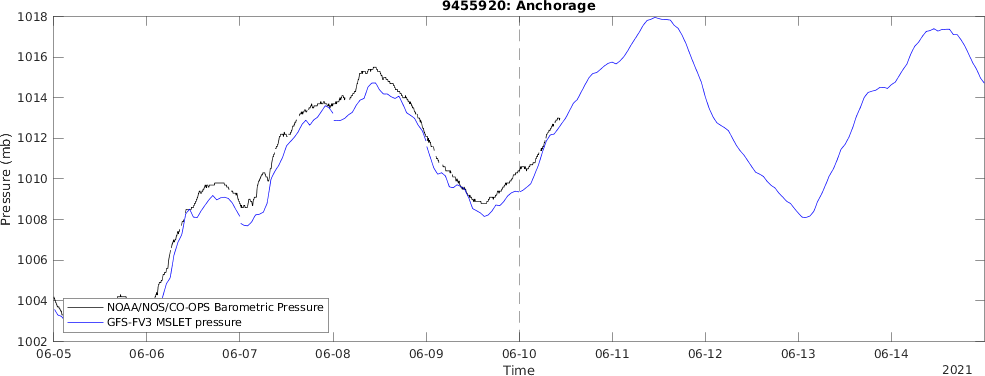 9455920: Anchorage
1018
1016
1014
1012
1010
1008
1006
1004
1002
Pressure (mb)
NOAA/NOS/CO-OPS Barometric Pressure
GFS-FV3 MSLET pressure
06-05 06-06 06-07 06-08 06-09 06-10 06-11 06-12 06-13 06-14
Time
2021